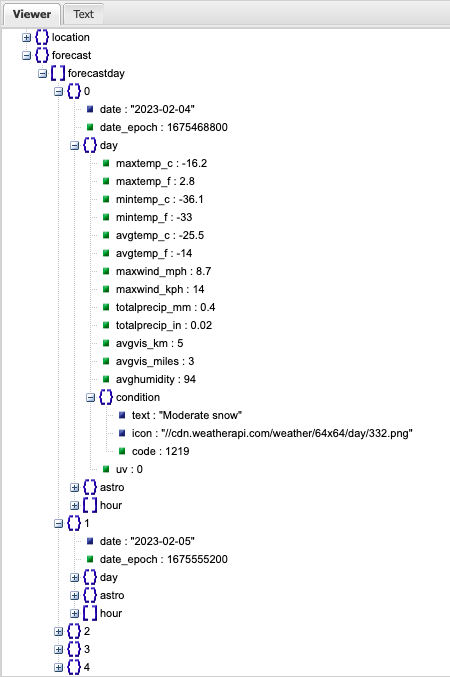 Viewer Text
location
forecast
forecastday
0
date : "2023-02-04"
date_epoch : 1675468800
day
maxtemp_c : -16.2
maxtemp_f : 2.8
mintemp_c : -36.1
mintemp_f : -33
avgtemp_c : -25.5
avgtemp_f : -14
maxwind_mph : 8.7
maxwind_kph : 14
totalprecip_mm : 0.4
totalprecip_in : 0.02
avgvis_km : 5
avgvis_miles : 3
avghumidity : 94
condition
text : "Moderate snow"
icon : "//cdn.weatherapi.com/weather/64x64/day/332.png"
code : 1219
uv : 0
astro
hour
1
date : "2023-02-05"
date_epoch : 1675555200
day
astro
hour
2
3
4